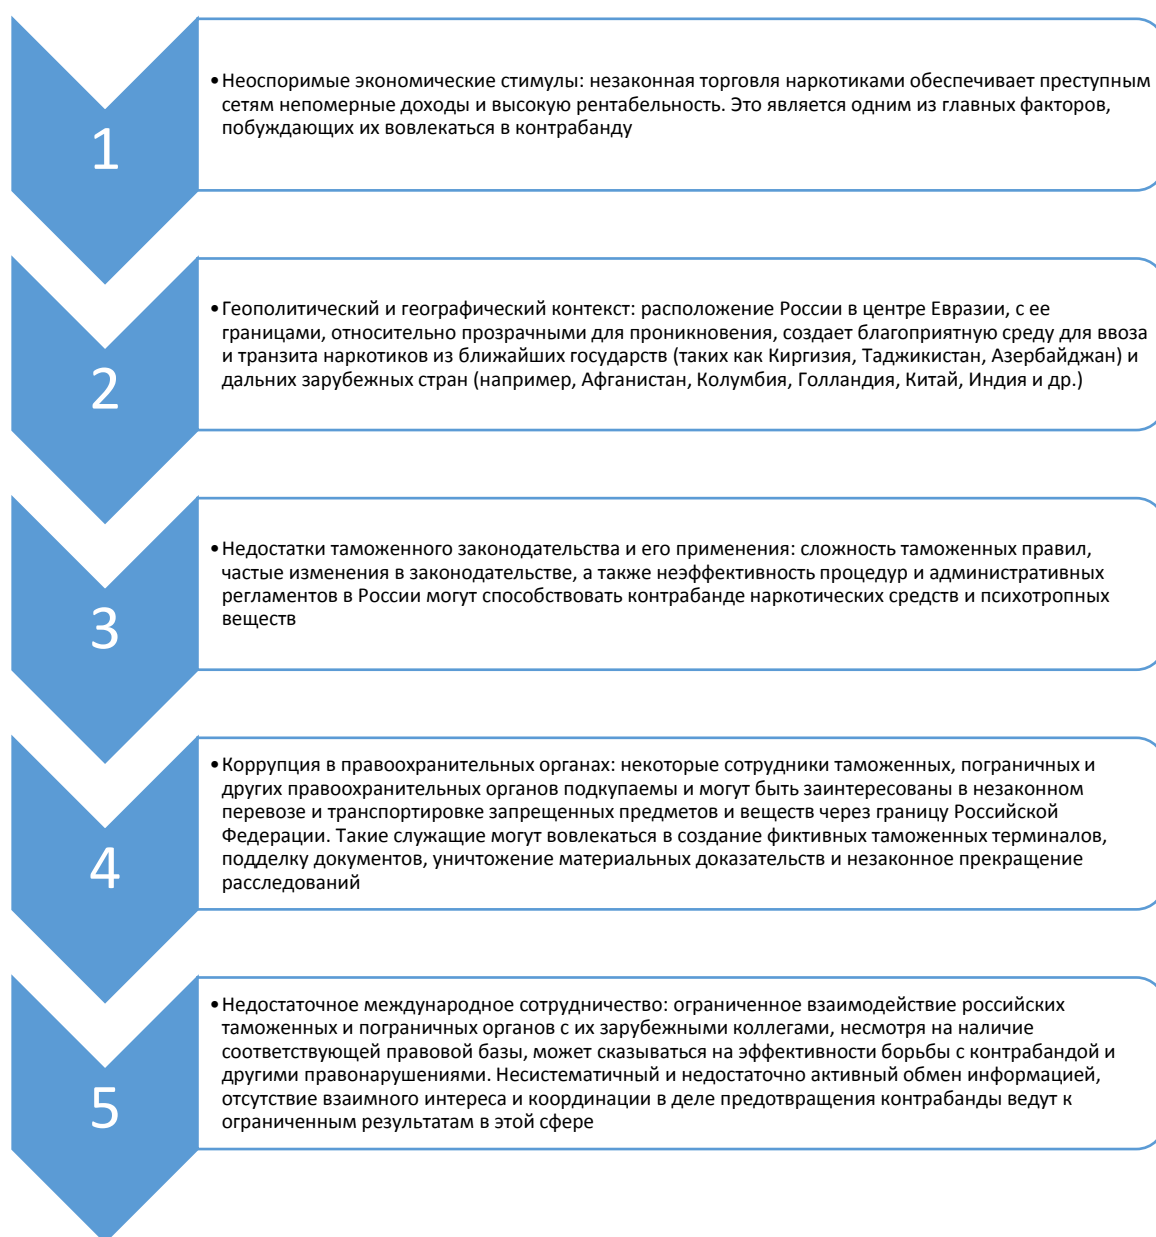 1
•Неоспоримые экономические стимулы: незаконная торговля наркотиками обеспечивает преступным
сетям непомерные доходы и высокую рентабельность. Это является одним из главных факторов,
побуждающих их вовлекаться в контрабанду
2
•Геополитический и географический контекст: расположение России в центре Евразии, с ее
границами, относительно прозрачными для проникновения, создает благоприятную среду для ввоза
и транзита наркотиков из ближайших государств (таких как Киргизия, Таджикистан, Азербайджан) и
дальних зарубежных стран (например, Афганистан, Колумбия, Голландия, Китай, Индия и др.)
3
•Недостатки таможенного законодательства и его применения: сложность таможенных правил,
частые изменения в законодательстве, а также неэффективность процедур и административных
регламентов в России могут способствовать контрабанде наркотических средств и психотропных
веществ
4
•Коррупция в правоохранительных органах: некоторые сотрудники таможенных, пограничных и
других правоохранительных органов подкупаемы и могут быть заинтересованы в незаконном
перевозе и транспортировке запрещенных предметов и веществ через границу Российской
Федерации. Такие служащие могут вовлекаться в создание фиктивных таможенных терминалов,
подделку документов, уничтожение материальных доказательств и незаконное прекращение
расследований
5
•Недостаточное международное сотрудничество: ограниченное взаимодействие российских
таможенных и пограничных органов с их зарубежными коллегами, несмотря на наличие
соответствующей правовой базы, может сказываться на эффективности борьбы с контрабандой и
другими правонарушениями. Несистематичный и недостаточно активный обмен информацией,
отсутствие взаимного интереса и координации в деле предотвращения контрабанды ведут к
ограниченным результатам в этой сфере